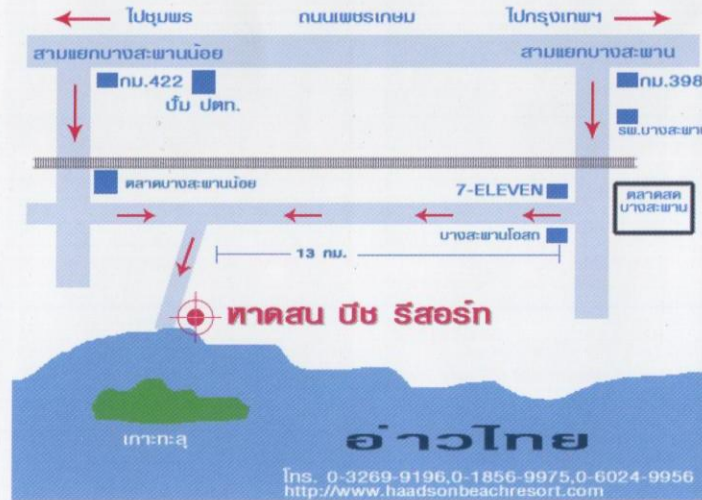 ไปชุมพร ถนนเพชรเกษม ไปกรุงเทพฯ
สามแยกบางสะพานน้อย สามแยกบางสะพาน
กม.422 กม.398
ปั๊ม ปตท.
รพ.บางสะพาน
ตลาดบางสะพานน้อย 7-ELEVEN
ตลาดสด
บางสะพาน
บางสะพานโอสถ
13 กม.
หาดสน บีช รีสอร์ท
เกาะทะลุ
อ่าวไทย
โทร. 0-3269-9196,0-1856-9975,0-6024-9956
http://www.haadsonbeachresort.com